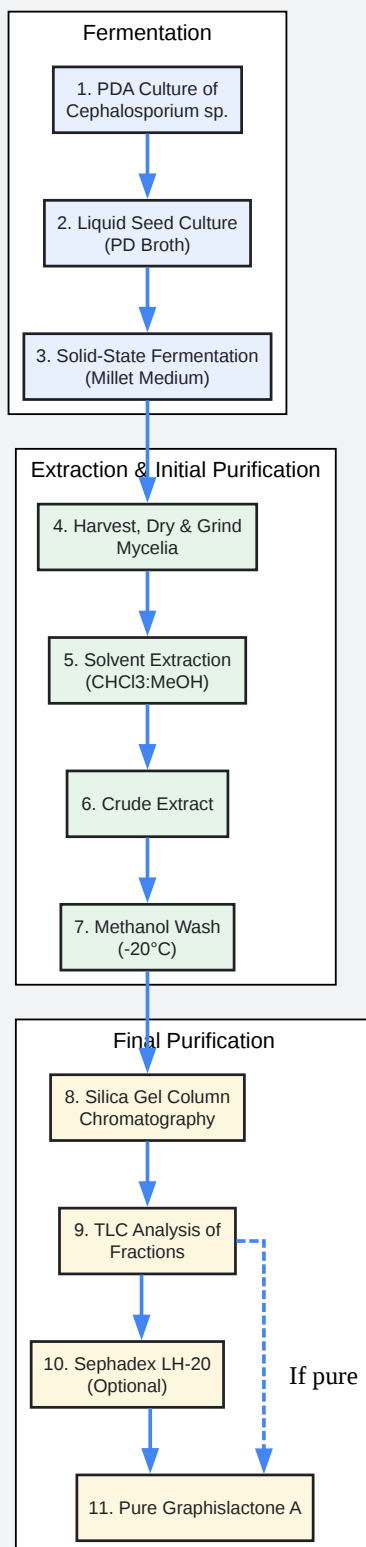 Fermentation
1. PDA Culture of
Cephalosporium sp.
2. Liquid Seed Culture
(PD Broth)
3. Solid-State Fermentation
(Millet Medium)
Extraction & Initial Purification
4. Harvest, Dry & Grind
Mycelia
5. Solvent Extraction
(CHCl3:MeOH)
6. Crude Extract
7. Methanol Wash
(-20°C)
Final Purification
8. Silica Gel Column
Chromatography
9. TLC Analysis of
Fractions
10. Sephadex LH-20
(Optional)
If pure
11. Pure Graphislactone A